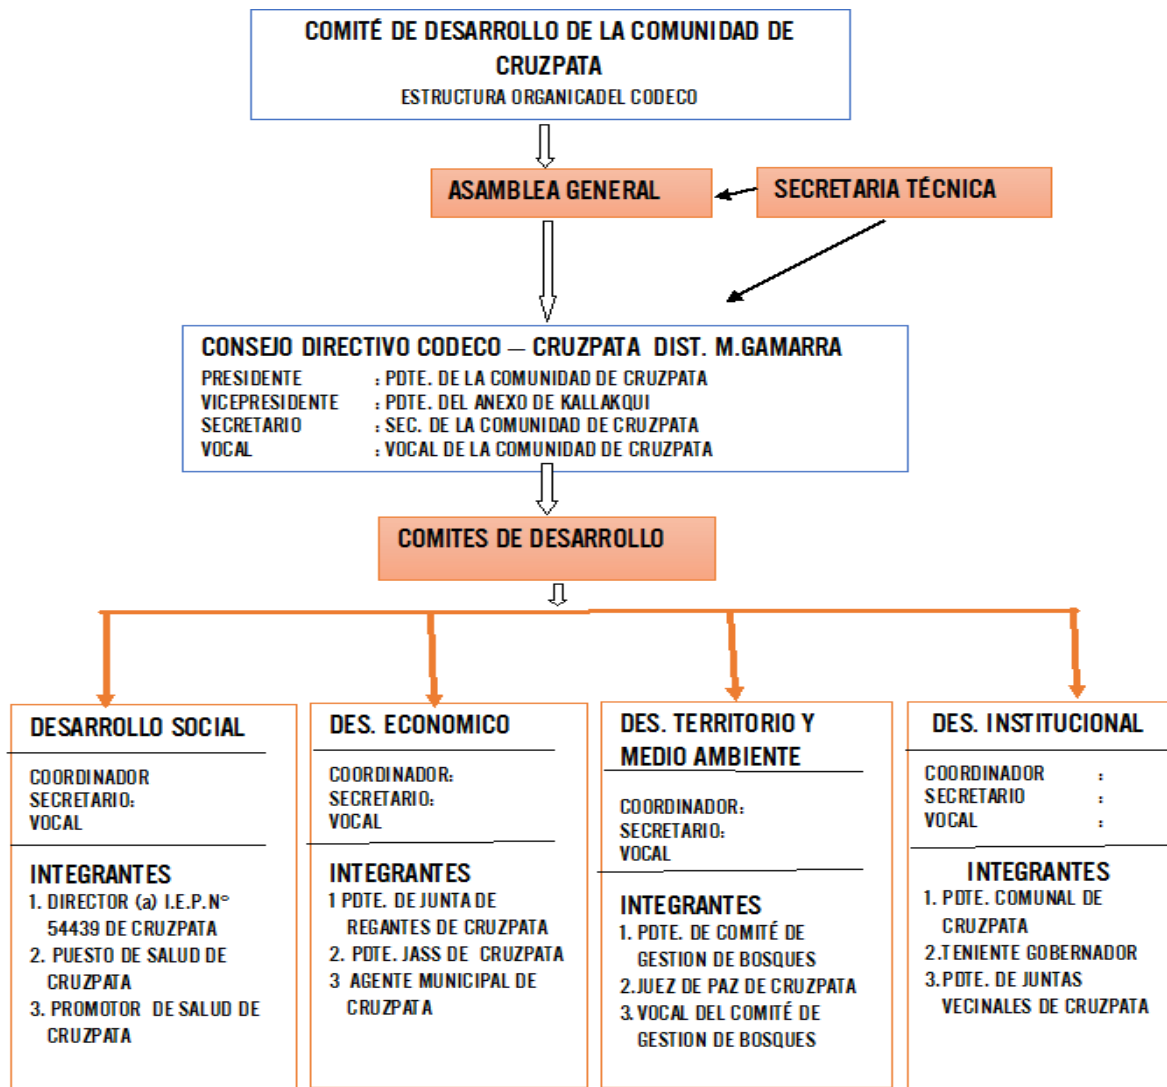 COMITÉ DE DESARROLLO DE LA COMUNIDAD DE
CRUZPATA
ESTRUCTURA ORGANICADEL CODECO
ASAMBLEA GENERAL
SECRETARIA TÉCNICA
CONSEJO DIRECTIVO CODECO – CRUZPATA DIST. M.GAMARRA
PRESIDENTE : PDTE. DE LA COMUNIDAD DE CRUZPATA
VICEPRESIDENTE : PDTE. DEL ANEXO DE KALLAKQUI
SECRETARIO : SEC. DE LA COMUNIDAD DE CRUZPATA
VOCAL : VOCAL DE LA COMUNIDAD DE CRUZPATA
COMITES DE DESARROLLO
DESARROLLO SOCIAL
COORDINADOR
SECRETARIO:
VOCAL
INTEGRANTES
1. DIRECTOR (a) I.E.P.N°
54439 DE CRUZPATA
2. PUESTO DE SALUD DE
CRUZPATA
3. PROMOTOR DE SALUD DE
CRUZPATA
DES. ECONOMICO
COORDINADOR:
SECRETARIO:
VOCAL
INTEGRANTES
1 PDTE. DE JUNTA DE
REGANTES DE CRUZPATA
2. PDTE. JASS DE CRUZPATA
3 AGENTE MUNICIPAL DE
CRUZPATA
DES. TERRITORIO Y
MEDIO AMBIENTE
COORDINADOR:
SECRETARIO:
VOCAL
INTEGRANTES
1. PDTE. DE COMITÉ DE
GESTION DE BOSQUES
2.JUEZ DE PAZ DE CRUZPATA
3. VOCAL DEL COMITÉ DE
GESTION DE BOSQUES
DES. INSTITUCIONAL
COORDINADOR :
SECRETARIO :
VOCAL :
INTEGRANTES
1. PDTE. COMUNAL DE
CRUZPATA
2.TENIENTE GOBERNADOR
3.PDTE. DE JUNTAS
VECINALES DE CRUZPATA